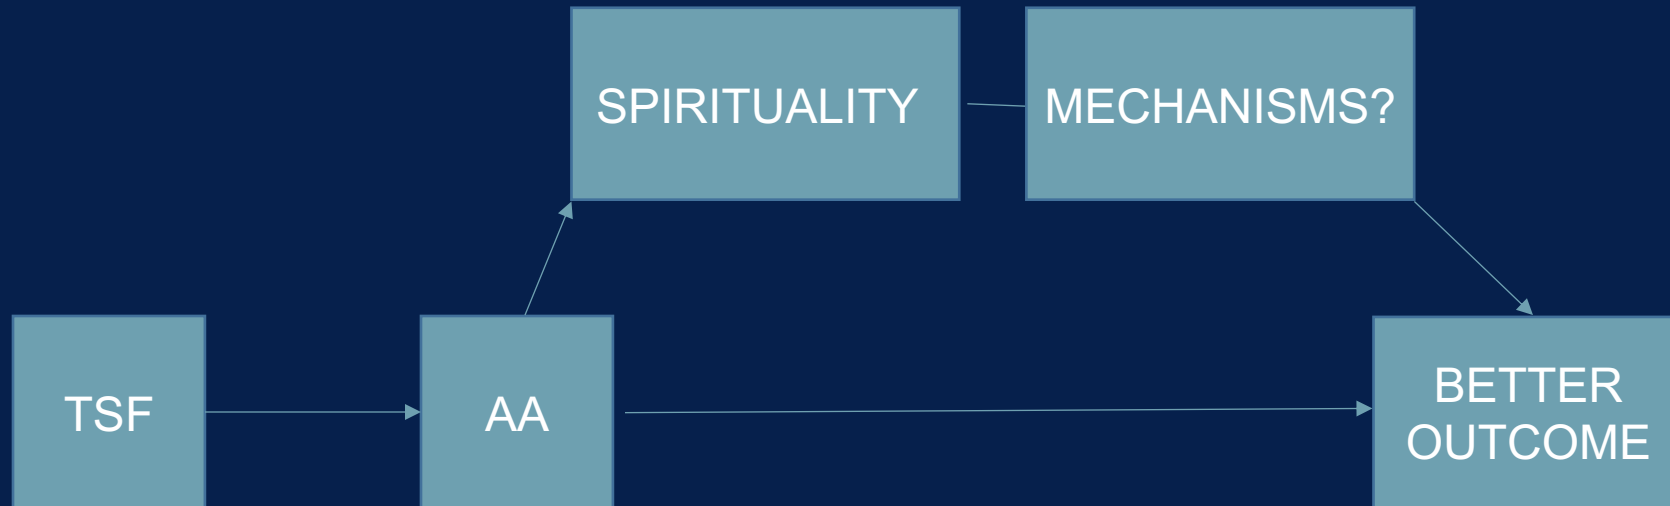 SPIRITUALITY
MECHANISMS?
TSF
AA
BETTER
OUTCOME